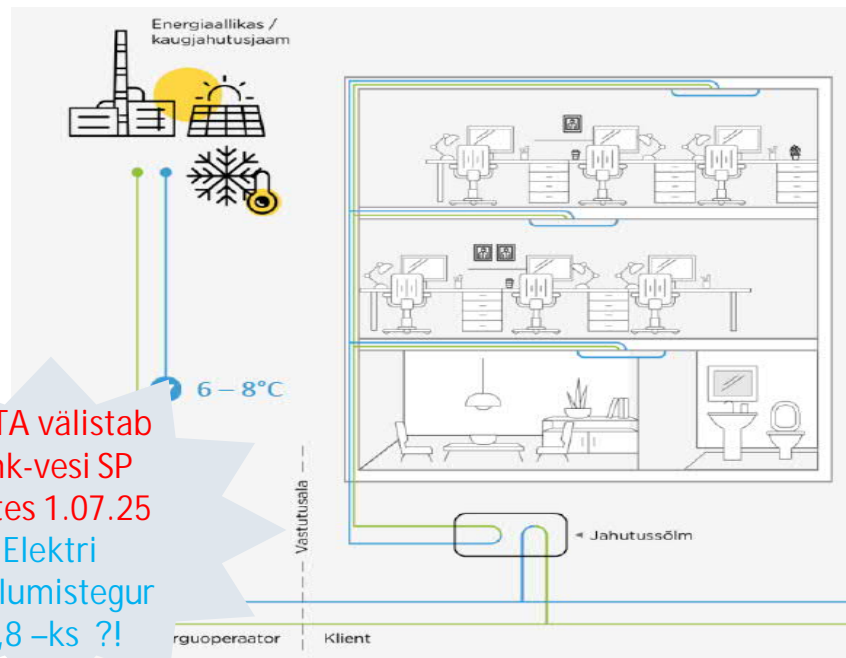 Energiaallikas /
kaugjahutusjaam
6 – 8°C
TA välistab
nk-vesi SP
tes 1.07.25
Elektri
lumistegur
,8 –ks ?!
Vastutusala
Jahutussõlm
rguoperaator
Klient